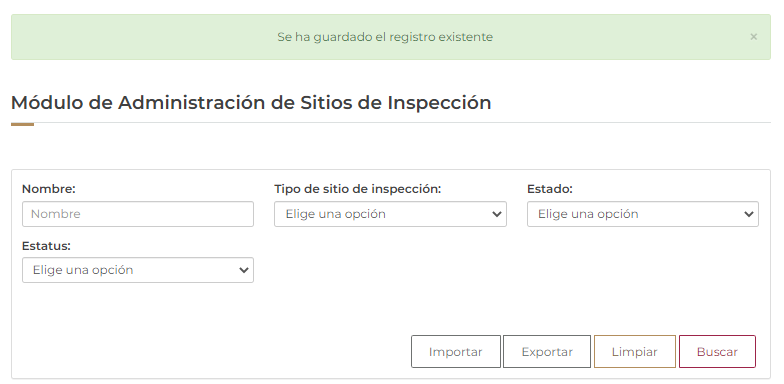 Se ha guardado el registro existente ×
Módulo de Administración de Sitios de Inspección
Nombre: Tipo de sitio de inspección: Estado:
Nombre Elige una opción Elige una opción
Estatus:
Elige una opción
Importar Exportar Limpiar Buscar